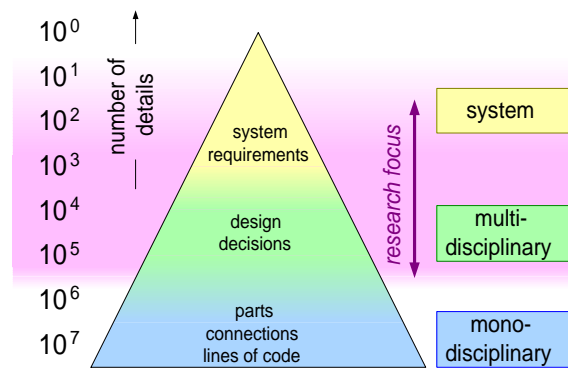 10⁰
10¹
10²
10³
10⁴
10⁵
10⁶
10⁷
number of
details
system
requirements
design
decisions
parts
connections
lines of code
research focus
system
multi-
disciplinary
mono-
disciplinary